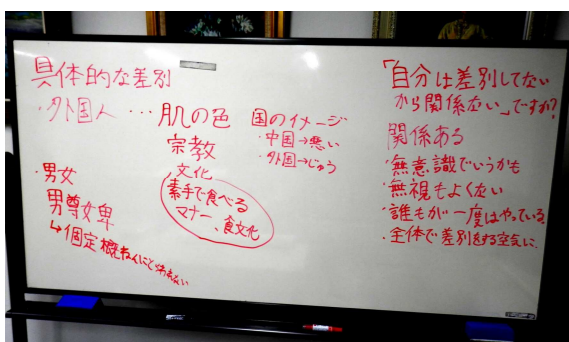 具体的な差別
・外国人 … 肌の色
宗教
文化
素手で食べる
マナー、食文化
国のイメージ
・中国→悪い
・外国→じゅう
・男女
男尊女卑
↳個定概ねんにとらわれない
「自分は差別してない
から関係ない」ですか?
関係ある
・無意識でいうかも
・無視もよくない
・誰もが一度はやっている。
・全体で差別をする空気に、